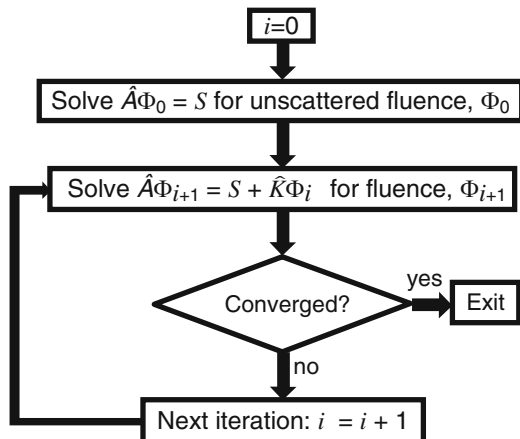 i=0
Solve ÂΦ₀ = S for unscattered fluence, Φ₀
Solve ÂΦᵢ₊₁ = S + K̂Φᵢ for fluence, Φᵢ₊₁
Converged?
yes
Exit
no
Next iteration: i = i + 1